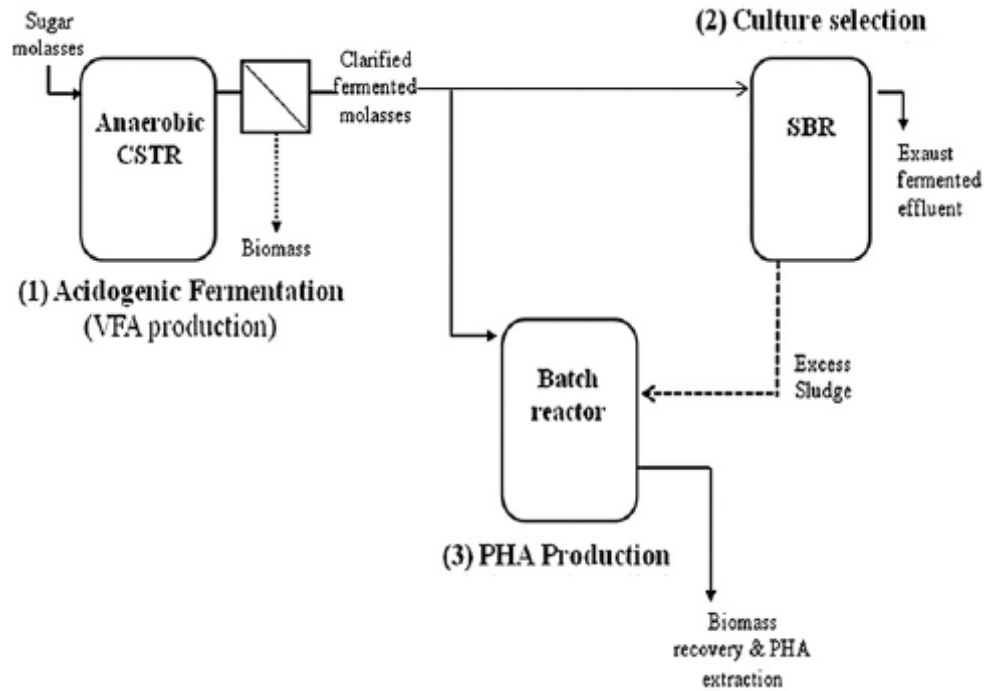 Sugar
molasses
Anaerobic
CSTR
Clarified
fermented
molasses
Biomass
(1) Acidogenic Fermentation
(VFA production)
(2) Culture selection
SBR
Exaust
fermented
effluent
Excess
Sludge
Batch
reactor
(3) PHA Production
Biomass
recovery & PHA
extraction